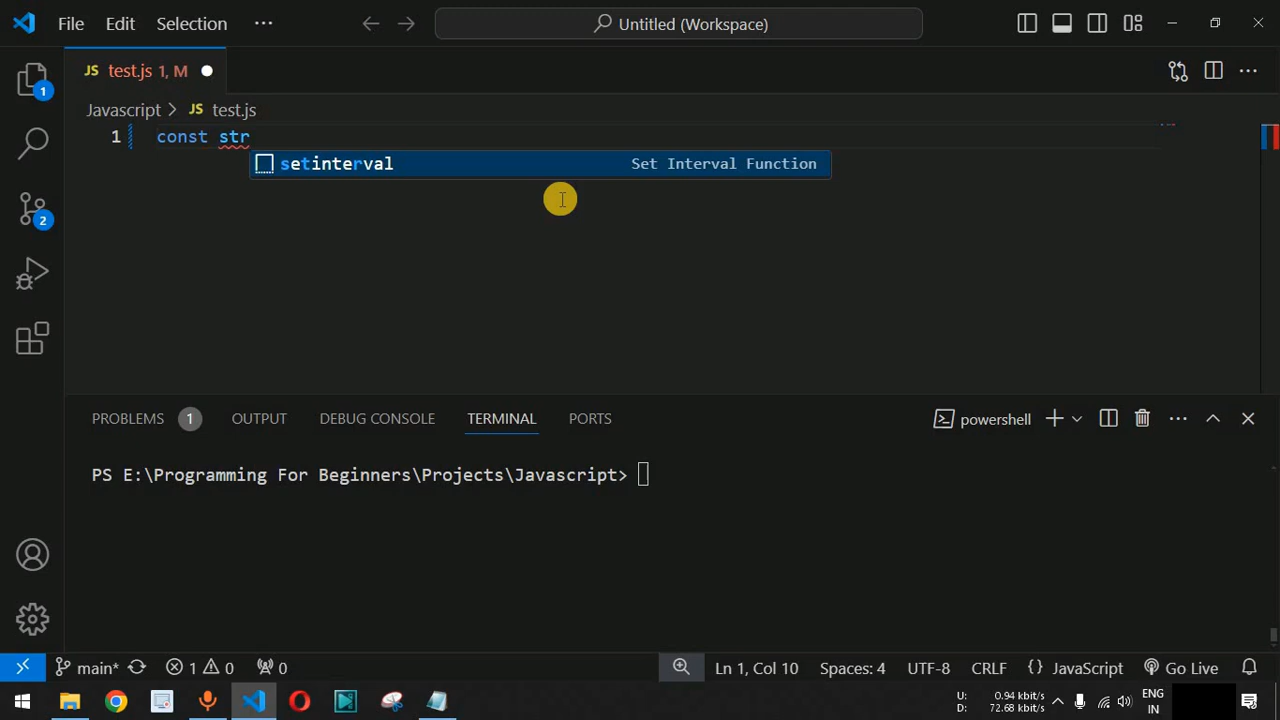 File Edit Selection ··· Untitled (Workspace)
JS test.js 1, M
Javascript > JS test.js
1 const str
setinterval Set Interval Function
1
2
PROBLEMS 1 OUTPUT DEBUG CONSOLE TERMINAL PORTS powershell
PS E:\Programming For Beginners\Projects\Javascript>
main* 1 0 0 Ln 1, Col 10 Spaces: 4 UTF-8 CRLF {} JavaScript Go Live
U: 0.94 kbit/s
D: 72.68 kbit/s
ENG
IN